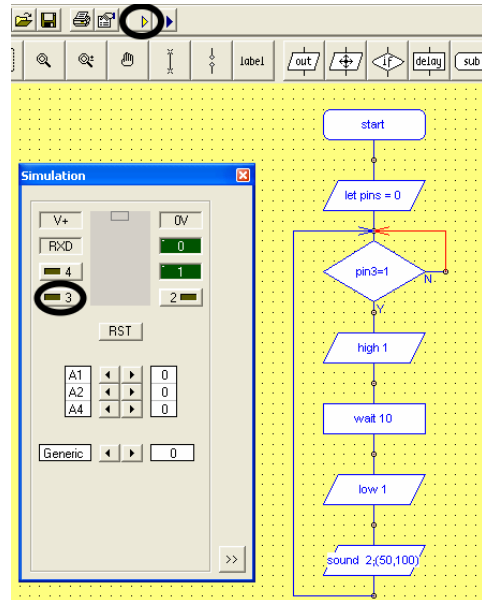 label
out
if
delay
sub
start
let pins = 0
pin3=1
N
Y
high 1
wait 10
low 1
sound 2,(50,100)
Simulation
V+
0V
RXD
0
4
1
3
2
RST
A1
0
A2
0
A4
0
Generic
0
>>